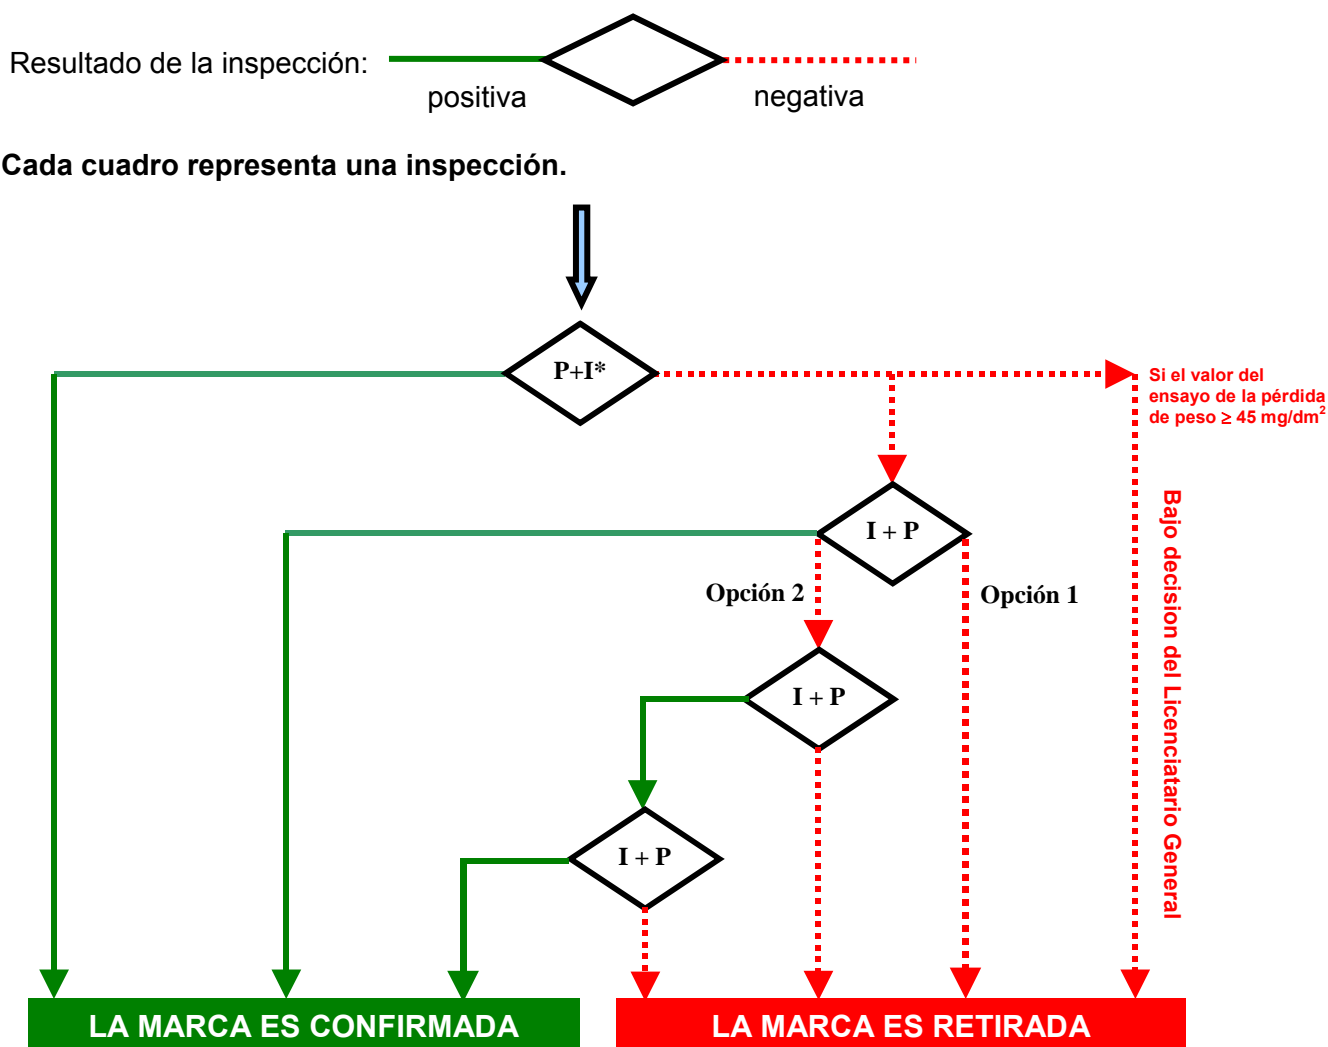 Resultado de la inspección:
positiva
negativa
Cada cuadro representa una inspección.
P+I*
Si el valor del
ensayo de la pérdida
de peso ≥ 45 mg/dm²
I + P
Opción 2
Opción 1
Bajo decision del Licenciatario General
I + P
I + P
LA MARCA ES CONFIRMADA
LA MARCA ES RETIRADA